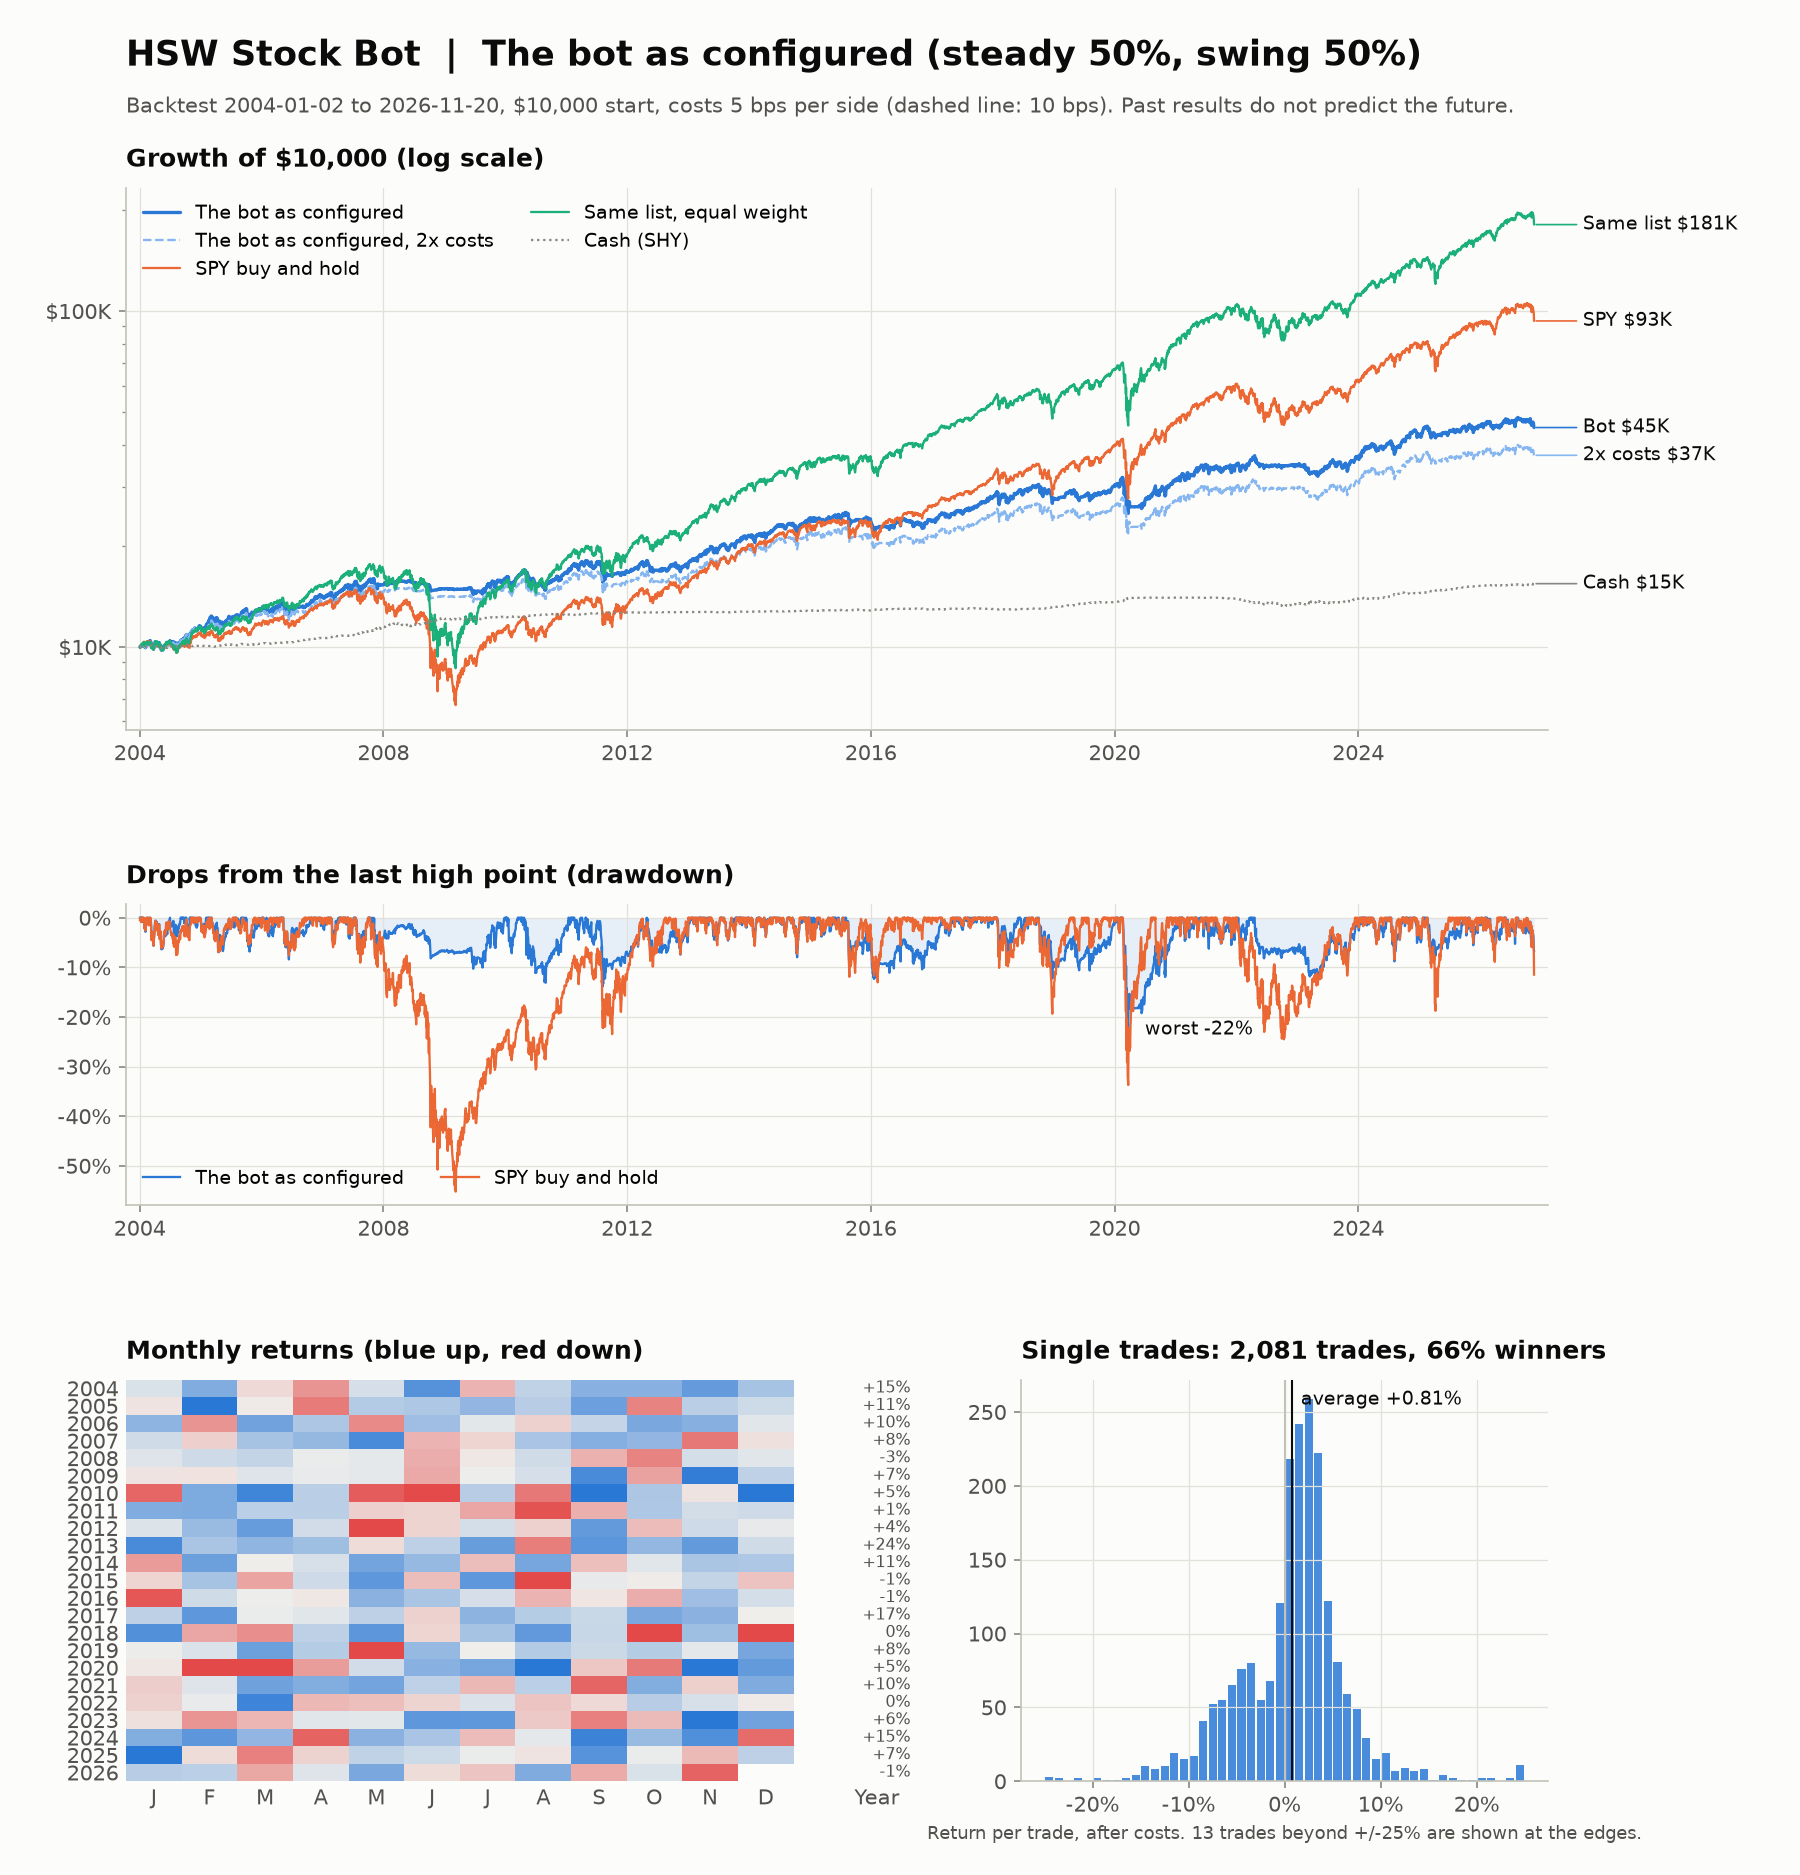 HSW Stock Bot | The bot as configured (steady 50%, swing 50%)
Backtest 2004-01-02 to 2026-11-20, $10,000 start, costs 5 bps per side (dashed line: 10 bps). Past results do not predict the future.
Growth of $10,000 (log scale)
The bot as configured
The bot as configured, 2x costs
SPY buy and hold
Same list, equal weight
Cash (SHY)
$100K
$10K
Same list $181K
SPY $93K
Bot $45K
2x costs $37K
Cash $15K
2004 2008 2012 2016 2020 2024
Drops from the last high point (drawdown)
0%
-10%
-20%
-30%
-40%
-50%
worst -22%
The bot as configured SPY buy and hold
2004 2008 2012 2016 2020 2024
Monthly returns (blue up, red down)
2004 +15%
2005 +11%
2006 +10%
2007 +8%
2008 -3%
2009 +7%
2010 +5%
2011 +1%
2012 +4%
2013 +24%
2014 +11%
2015 -1%
2016 -1%
2017 +17%
2018 0%
2019 +8%
2020 +5%
2021 +10%
2022 0%
2023 +6%
2024 +15%
2025 +7%
2026 -1%
J F M A M J J A S O N D Year
Single trades: 2,081 trades, 66% winners
average +0.81%
250
200
150
100
50
0
-20% -10% 0% 10% 20%
Return per trade, after costs. 13 trades beyond +/-25% are shown at the edges.